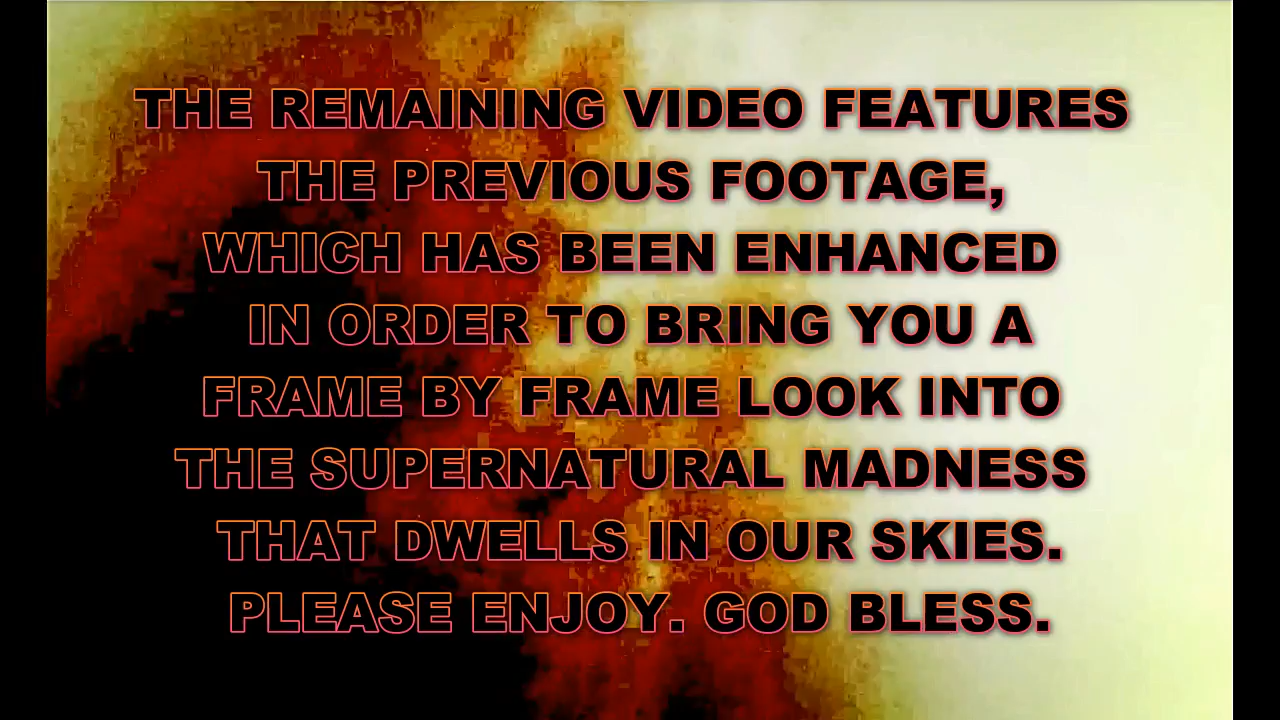 THE REMAINING VIDEO FEATURES
THE PREVIOUS FOOTAGE,
WHICH HAS BEEN ENHANCED
IN ORDER TO BRING YOU A
FRAME BY FRAME LOOK INTO
THE SUPERNATURAL MADNESS
THAT DWELLS IN OUR SKIES.
PLEASE ENJOY. GOD BLESS.